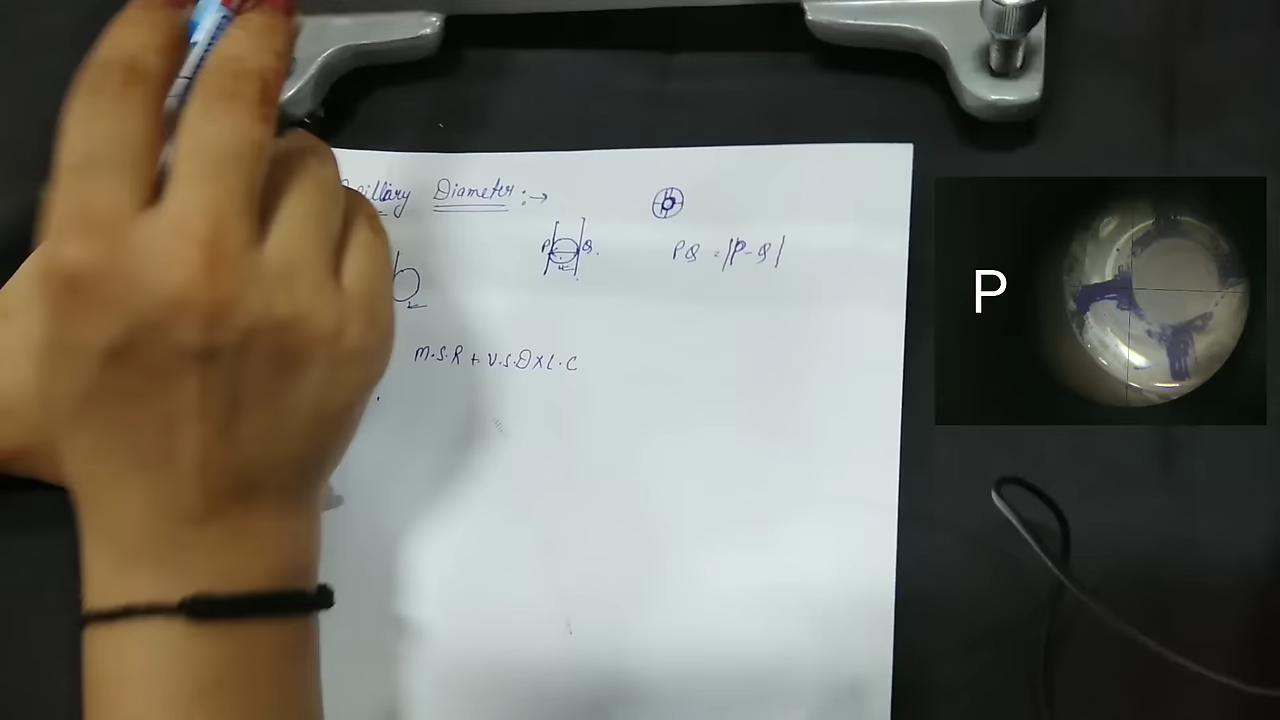 Diameter :→
P Q.
PQ = |P-Q|
M.S.R + V.S.D X L.C
P